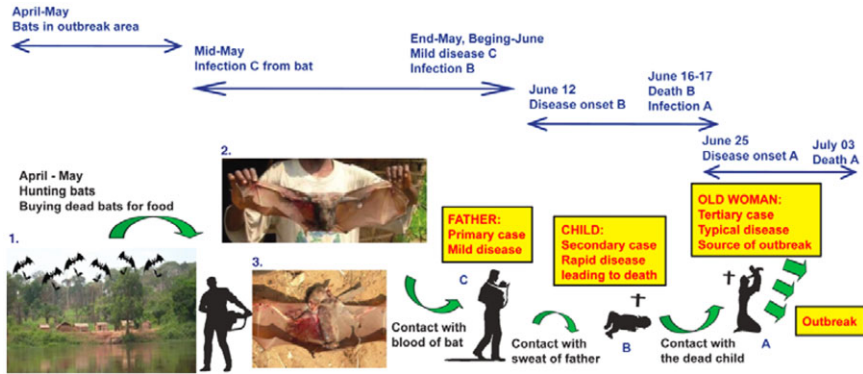 April-May
Bats in outbreak area
Mid-May
Infection C from bat
End-May, Beging-June
Mild disease C
Infection B
June 12
Disease onset B
June 16-17
Death B
Infection A
June 25
Disease onset A
July 03
Death A
April - May
Hunting bats
Buying dead bats for food
1.
2.
3.
Contact with
blood of bat
FATHER:
Primary case
Mild disease
C
Contact with
sweat of father
CHILD:
Secondary case
Rapid disease
leading to death
B
Contact with
the dead child
OLD WOMAN:
Tertiary case
Typical disease
Source of outbreak
A
Outbreak